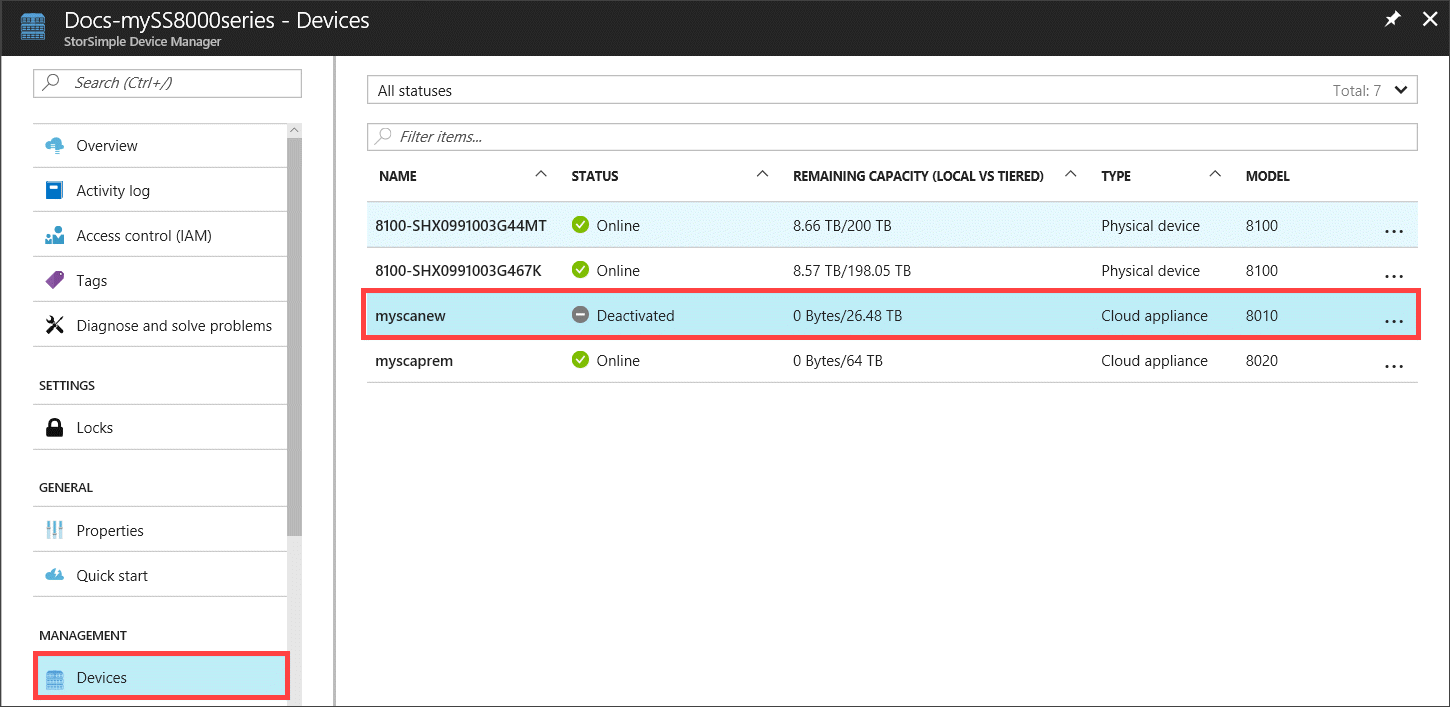 Docs-mySS8000series - Devices
StorSimple Device Manager
Search (Ctrl+/)
Overview
Activity log
Access control (IAM)
Tags
Diagnose and solve problems
SETTINGS
Locks
GENERAL
Properties
Quick start
MANAGEMENT
Devices
All statuses Total: 7
Filter items...
NAME STATUS REMAINING CAPACITY (LOCAL VS TIERED) TYPE MODEL
8100-SHX0991003G44MT Online 8.66 TB/200 TB Physical device 8100 ...
8100-SHX0991003G467K Online 8.57 TB/198.05 TB Physical device 8100 ...
myscanew Deactivated 0 Bytes/26.48 TB Cloud appliance 8010 ...
myscaprem Online 0 Bytes/64 TB Cloud appliance 8020 ...